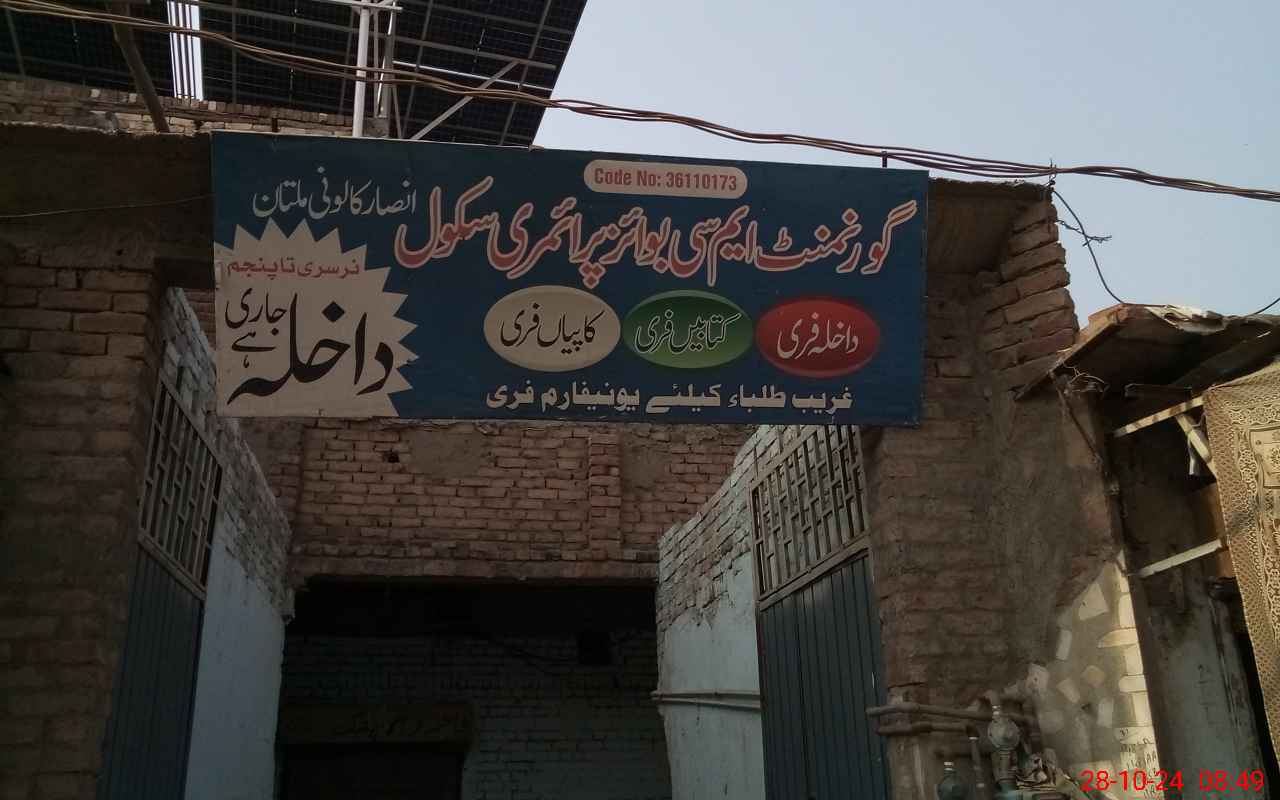 Code No: 36110173
گورنمنٹ ایم سی بوائز پرائمری سکول
انصار کالونی ملتان
نرسری تا پنجم
داخلہ جاری ہے
داخلہ فری
کتابیں فری
کاپیاں فری
غریب طلباء کیلئے یونیفارم فری
28-10-24 08:49